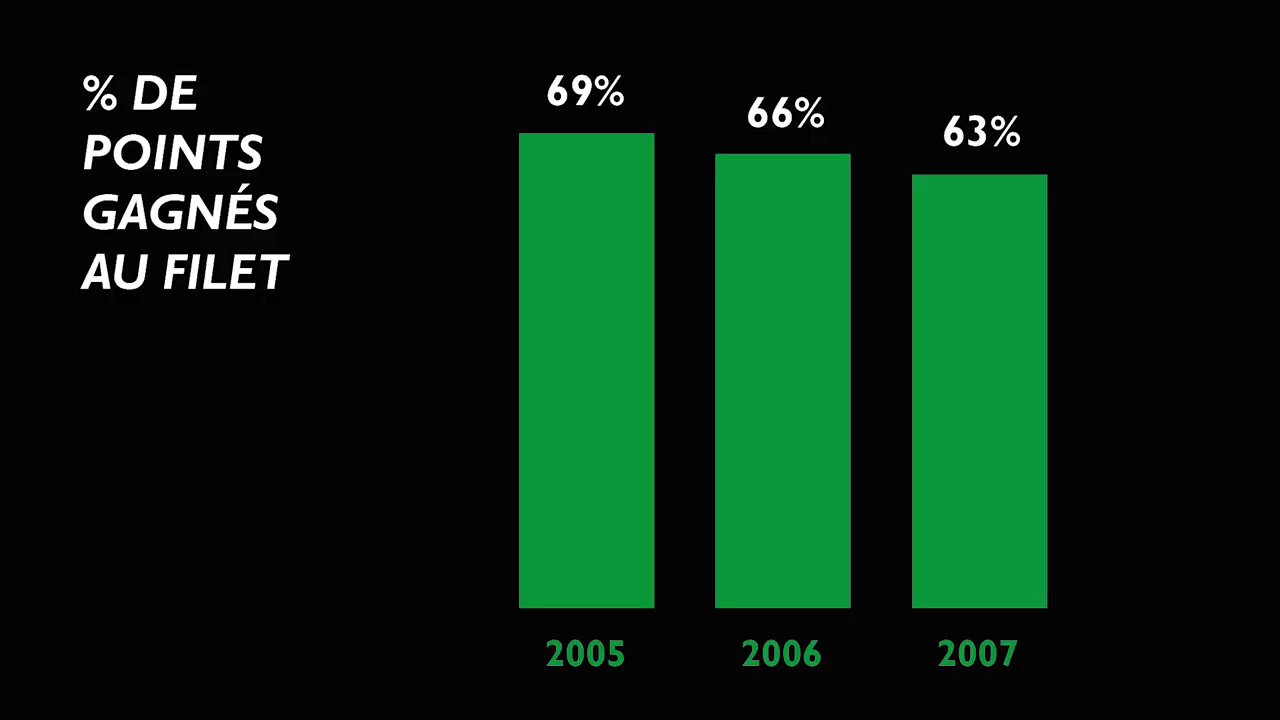 % DE
POINTS
GAGNÉS
AU FILET
69%
66%
63%
2005
2006
2007